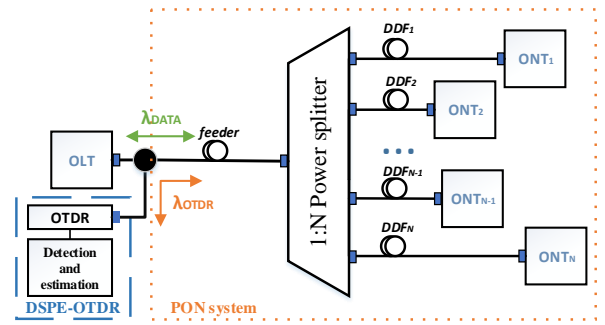 DDF1
ONT1
DDF2
ONT2
λDATA
feeder
OLT
1:N Power splitter
λOTDR
DDFN-1
ONTN-1
OTDR
DDFN
Detection and
estimation
ONTN
DSPE-OTDR
PON system